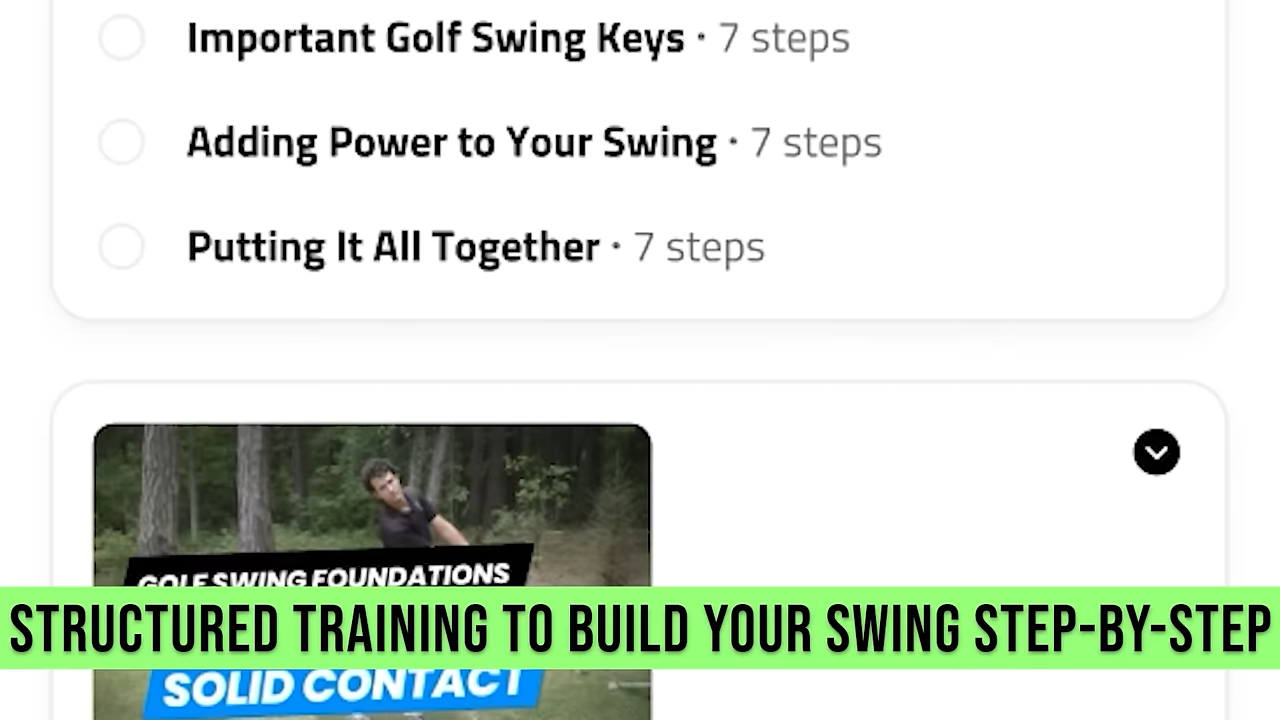 Important Golf Swing Keys · 7 steps
Adding Power to Your Swing · 7 steps
Putting It All Together · 7 steps
GOLF SWING FOUNDATIONS
STRUCTURED TRAINING TO BUILD YOUR SWING STEP-BY-STEP
SOLID CONTACT